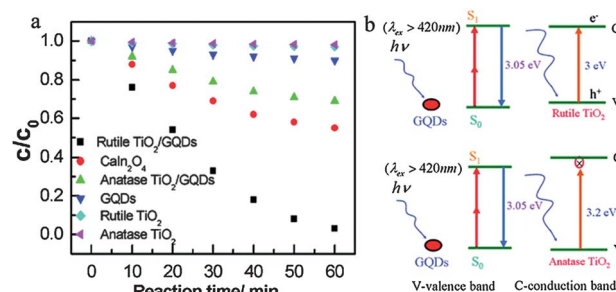 a
c/c0
1.0
0.8
0.6
0.4
0.2
0.0
Rutile TiO2/GQDs
CaIn2O4
Anatase TiO2/GQDs
GQDs
Rutile TiO2
Anatase TiO2
0 10 20 30 40 50 60
Reaction time/ min
b
(λex > 420nm)
hν
GQDs
S1
3.05 eV
S0
e-
C
3 eV
h+
V
Rutile TiO2
(λex > 420nm)
hν
GQDs
S1
3.05 eV
S0
C
3.2 eV
V
Anatase TiO2
V-valence band C-conduction band